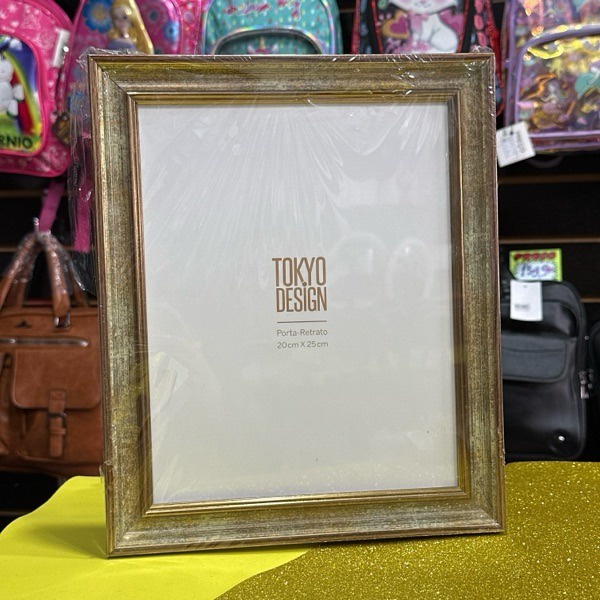 TOKYO
DESIGN
Porta-Retrato
20cm X 25cm